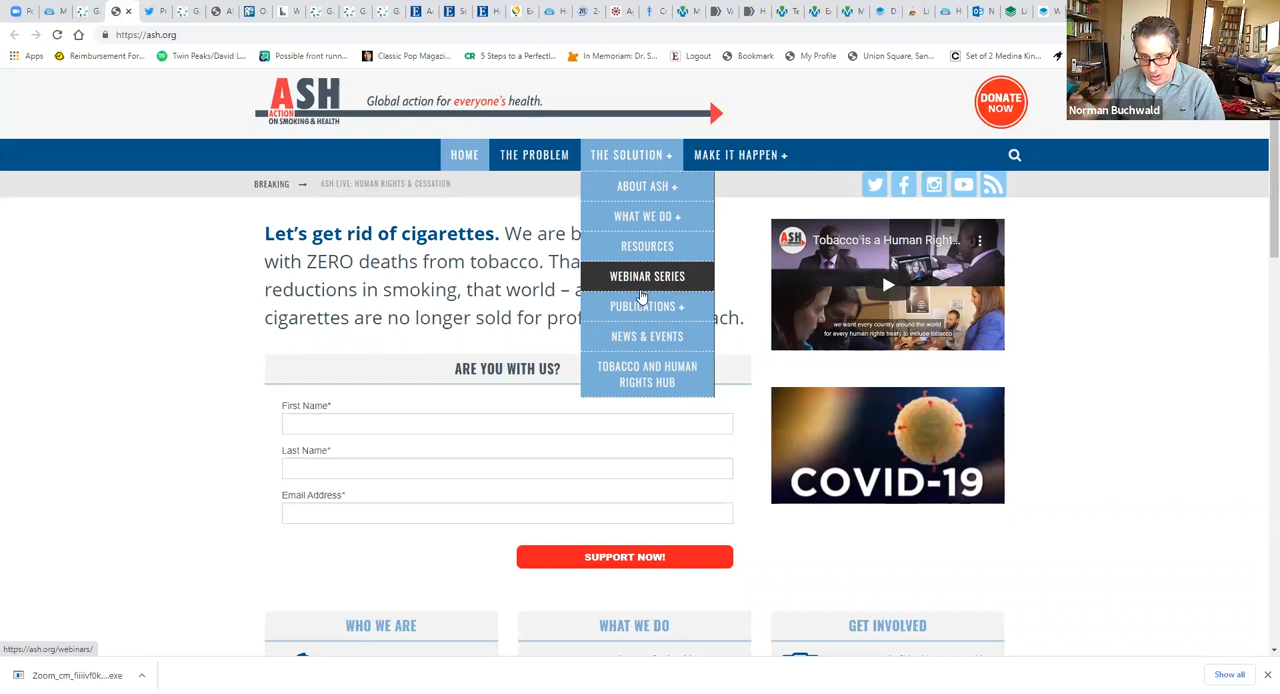 https://ash.org
Apps
Reimbursement For...
Twin Peaks/David L...
Possible front runn...
Classic Pop Magazi...
5 Steps to a Perfectl...
In Memoriam: Dr. S...
Logout
Bookmark
My Profile
Union Square, San...
Set of 2 Medina Kin...
Norman Buchwald
ASH
ACTION
ON SMOKING & HEALTH
Global action for everyone's health.
DONATE
NOW
HOME
THE PROBLEM
THE SOLUTION +
MAKE IT HAPPEN +
BREAKING → ASH LIVE: HUMAN RIGHTS & CESSATION
ABOUT ASH +
WHAT WE DO +
RESOURCES
WEBINAR SERIES
PUBLICATIONS +
NEWS & EVENTS
TOBACCO AND HUMAN
RIGHTS HUB
Let's get rid of cigarettes. We are b
with ZERO deaths from tobacco. Tha
reductions in smoking, that world – a
cigarettes are no longer sold for prof ach.
ARE YOU WITH US?
First Name*
Last Name*
Email Address*
SUPPORT NOW!
ASH
Tobacco is a Human Right...
we want every country around the world
for every human rights treaty to include tobacco
COVID-19
WHO WE ARE
WHAT WE DO
GET INVOLVED
https://ash.org/webinars/
Zoom_cm_fiiiivf0k....exe
Show all